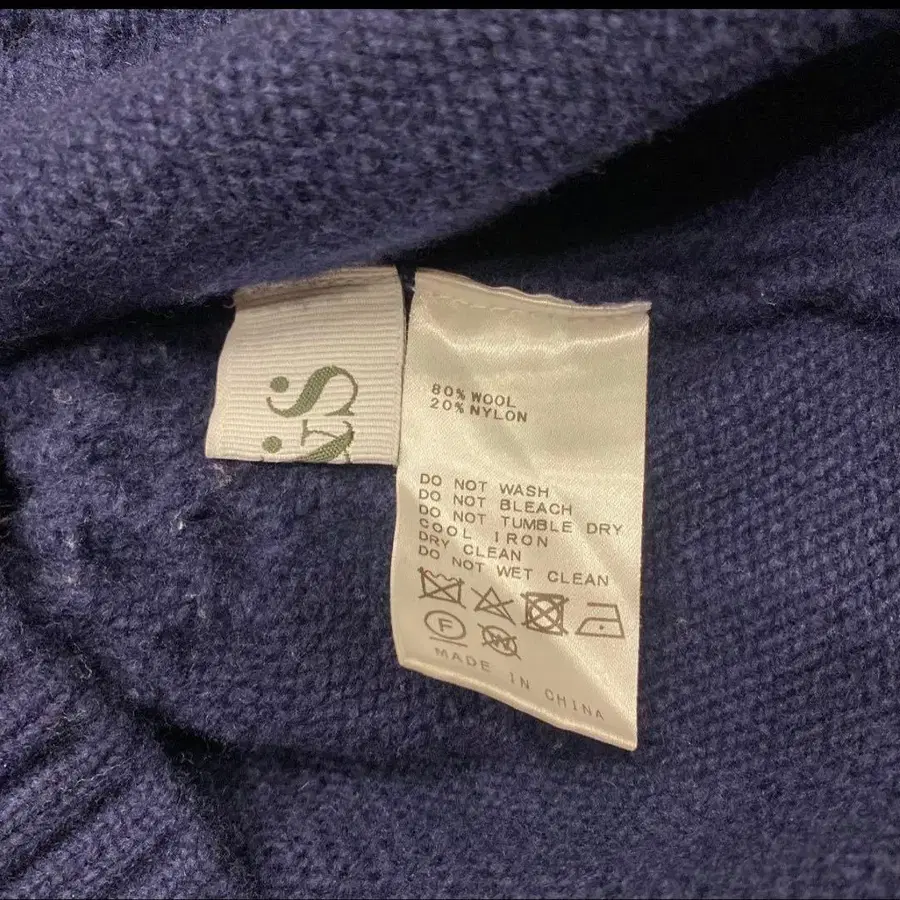 80% WOOL
20% NYLON
DO NOT WASH
DO NOT BLEACH
DO NOT TUMBLE DRY
COOL IRON
DRY CLEAN
DO NOT WET CLEAN
F W
MADE IN CHINA